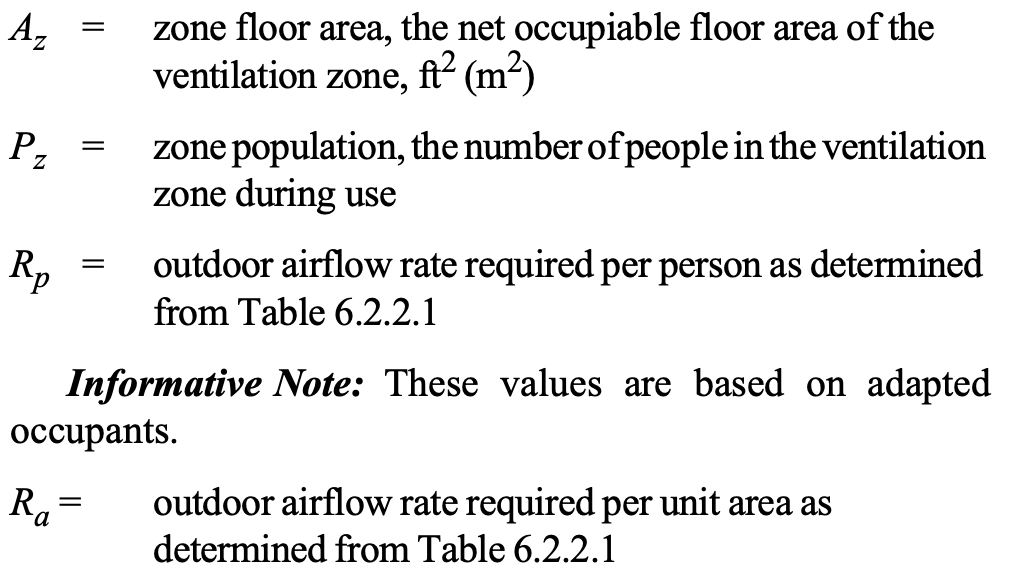 A_z = zone floor area, the net occupiable floor area of the
ventilation zone, ft² (m²)
P_z = zone population, the number of people in the ventilation
zone during use
R_p = outdoor airflow rate required per person as determined
from Table 6.2.2.1
Informative Note: These values are based on adapted
occupants.
R_a = outdoor airflow rate required per unit area as
determined from Table 6.2.2.1